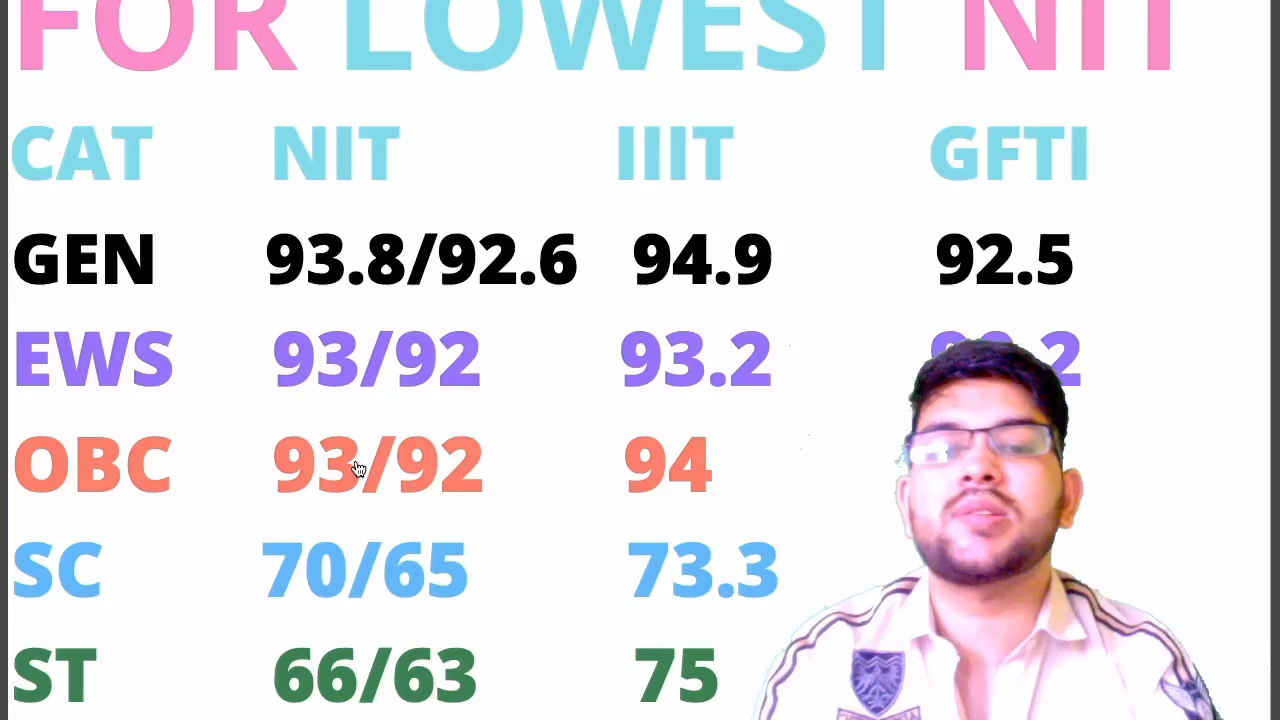 FOR LOWEST NIT
CAT NIT IIIT GFTI
GEN 93.8/92.6 94.9 92.5
EWS 93/92 93.2
OBC 93/92 94
SC 70/65 73.3
ST 66/63 75